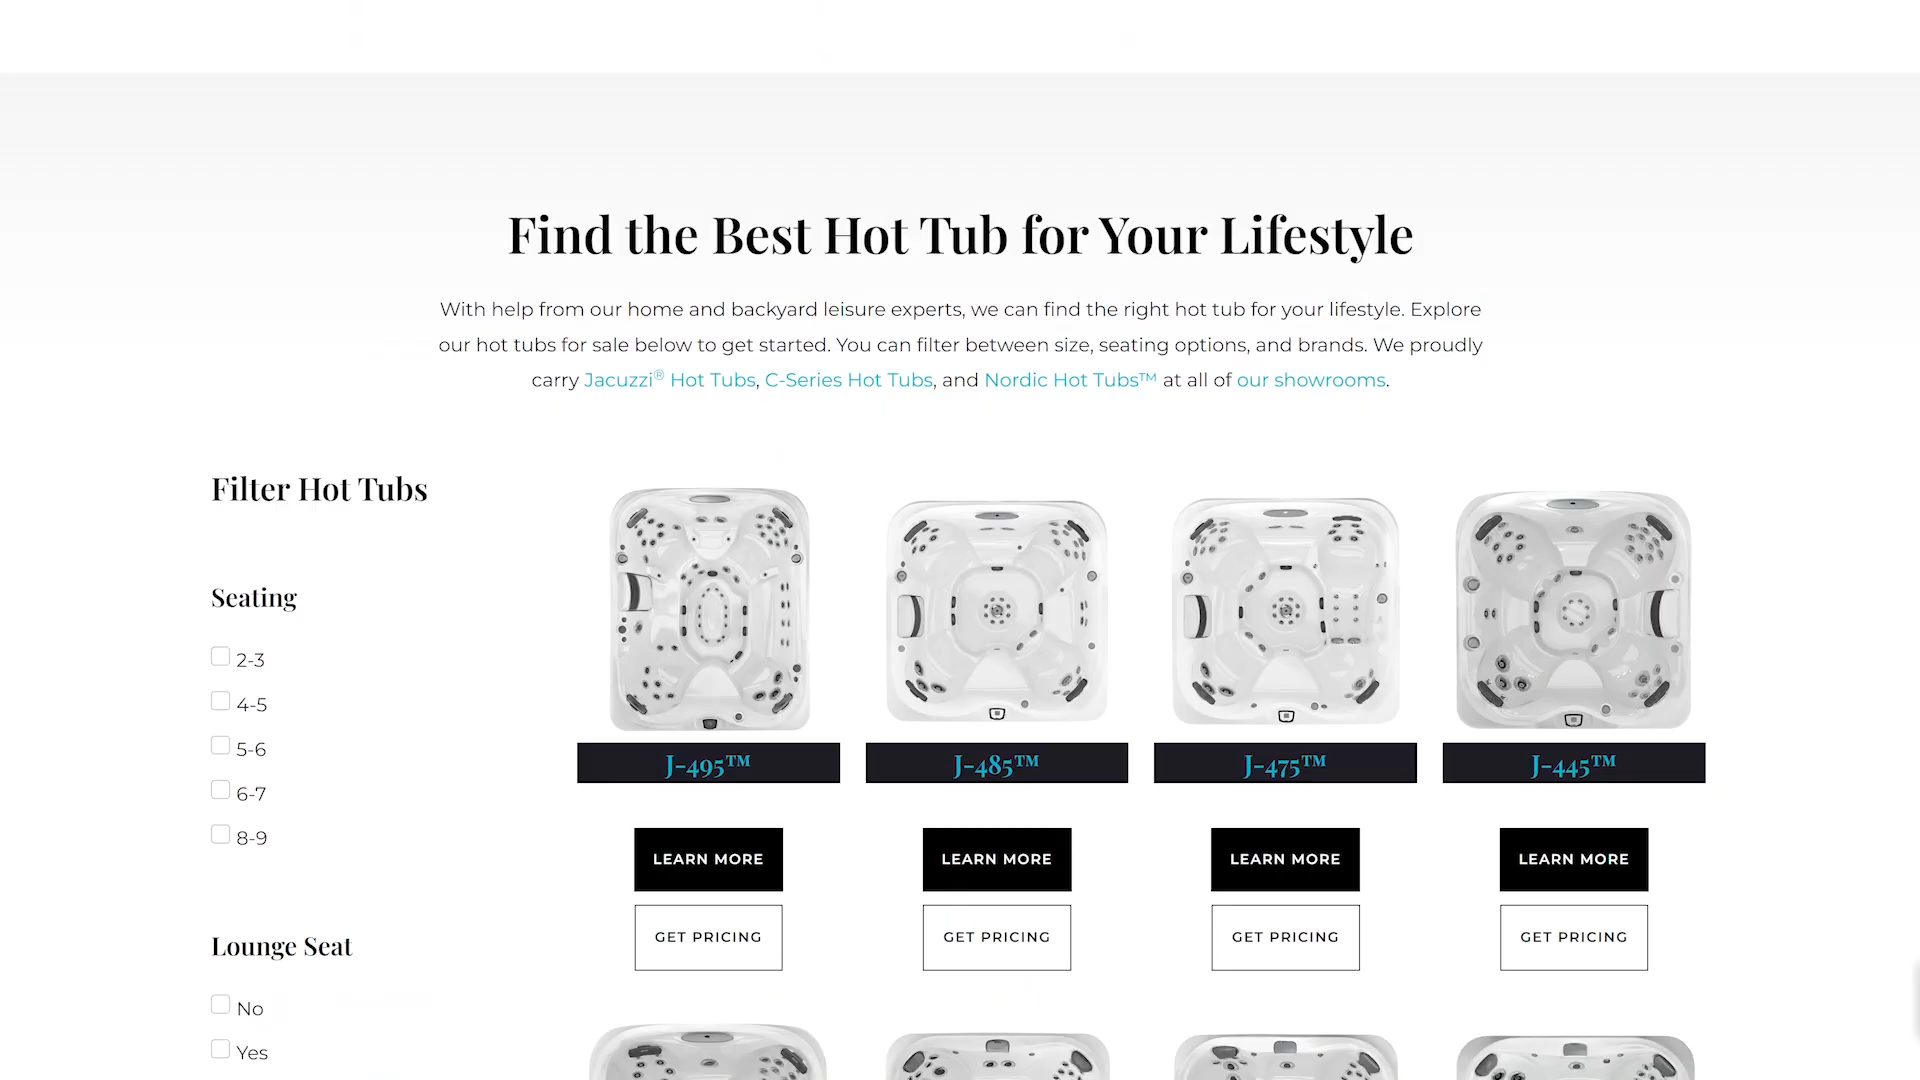 Find the Best Hot Tub for Your Lifestyle
With help from our home and backyard leisure experts, we can find the right hot tub for your lifestyle. Explore
our hot tubs for sale below to get started. You can filter between size, seating options, and brands. We proudly
carry Jacuzzi® Hot Tubs, C-Series Hot Tubs, and Nordic Hot Tubs™ at all of our showrooms.
Filter Hot Tubs
Seating
2-3
4-5
5-6
6-7
8-9
Lounge Seat
No
Yes
J-495™
J-485™
J-475™
J-445™
LEARN MORE
LEARN MORE
LEARN MORE
LEARN MORE
GET PRICING
GET PRICING
GET PRICING
GET PRICING